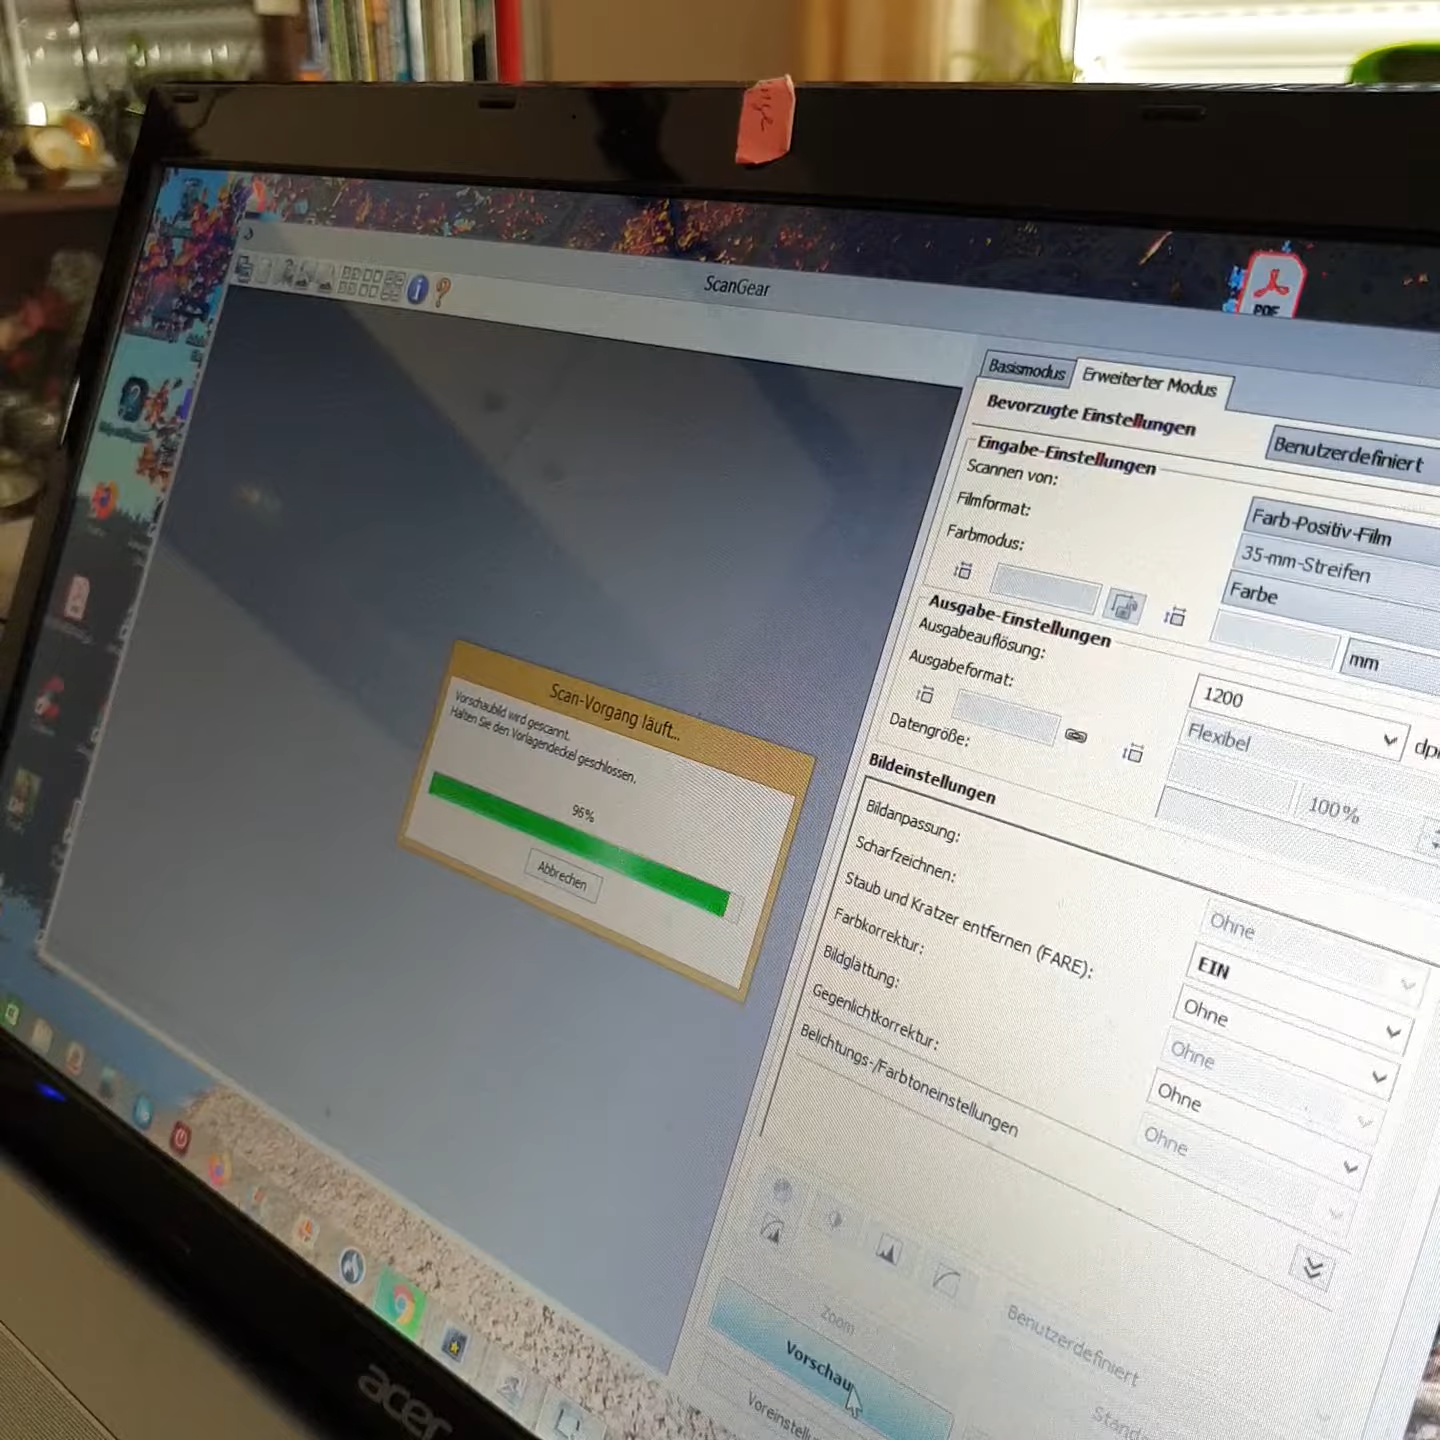 ScanGear
PDF
Basismodus
Erweiterter Modus
Bevorzugte Einstellungen
Benutzerdefiniert
Eingabe-Einstellungen
Scannen von:
Farb-Positiv-Film
Filmformat:
35-mm-Streifen
Farbmodus:
Farbe
mm
Ausgabe-Einstellungen
Ausgabeauflösung:
1200
Ausgabeformat:
Flexibel
Datengröße:
100%
Bildeinstellungen
Bildanpassung:
Ohne
Scharfzeichnen:
EIN
Staub und Kratzer entfernen (FARE):
Ohne
Farbkorrektur:
Ohne
Bildglättung:
Ohne
Gegenlichtkorrektur:
Ohne
Belichtungs-/Farbtoneinstellungen
Scan-Vorgang läuft...
Vorschaubild wird gescannt.
Halten Sie den Vorlagendeckel geschlossen.
96%
Abbrechen
Zoom
Benutzerdefiniert
Vorschau
acer